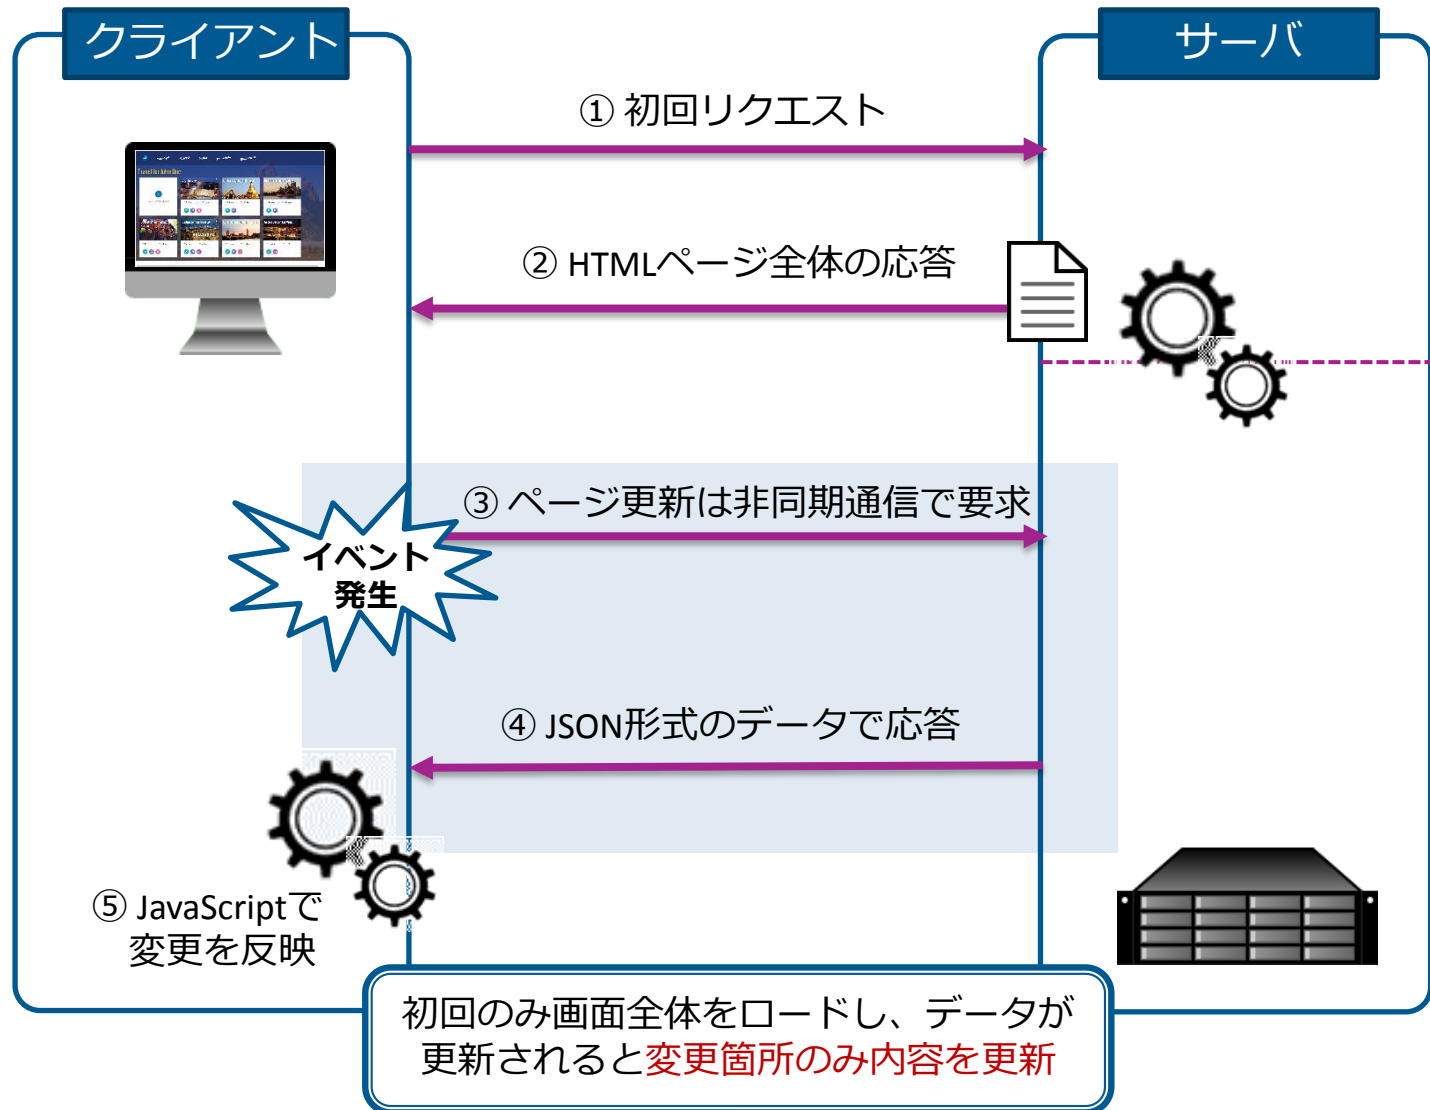 クライアント
サーバ
① 初回リクエスト
② HTMLページ全体の応答
③ ページ更新は非同期通信で要求
イベント
発生
④ JSON形式のデータで応答
⑤ JavaScriptで
変更を反映
初回のみ画面全体をロードし、データが
更新されると変更箇所のみ内容を更新